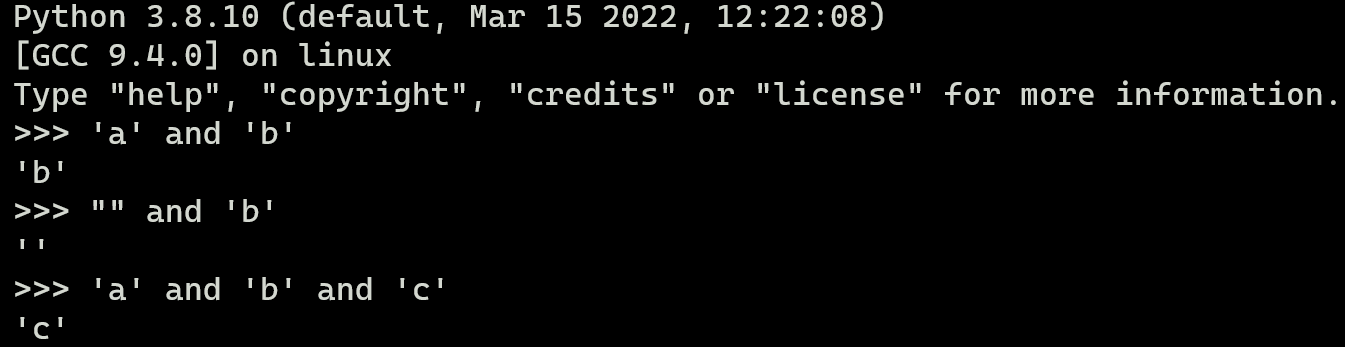 Python 3.8.10 (default, Mar 15 2022, 12:22:08)
[GCC 9.4.0] on linux
Type "help", "copyright", "credits" or "license" for more information.
>>> 'a' and 'b'
'b'
>>> "" and 'b'
''
>>> 'a' and 'b' and 'c'
'c'